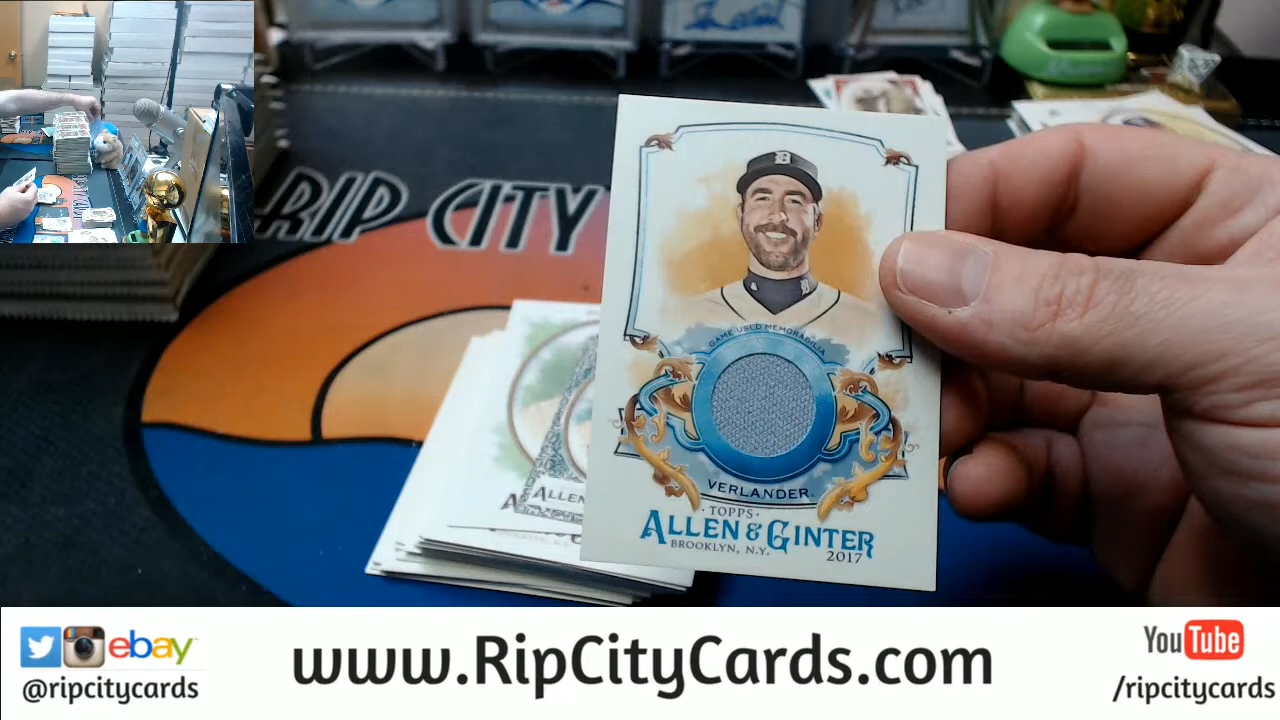 RIP CITY
D
GAME-USED MEMORABILIA
VERLANDER
• TOPPS •
ALLEN & GINTER
BROOKLYN, N.Y.
2017
ALLEN
ebay
@ripcitycards
www.RipCityCards.com
YouTube
/ripcitycards